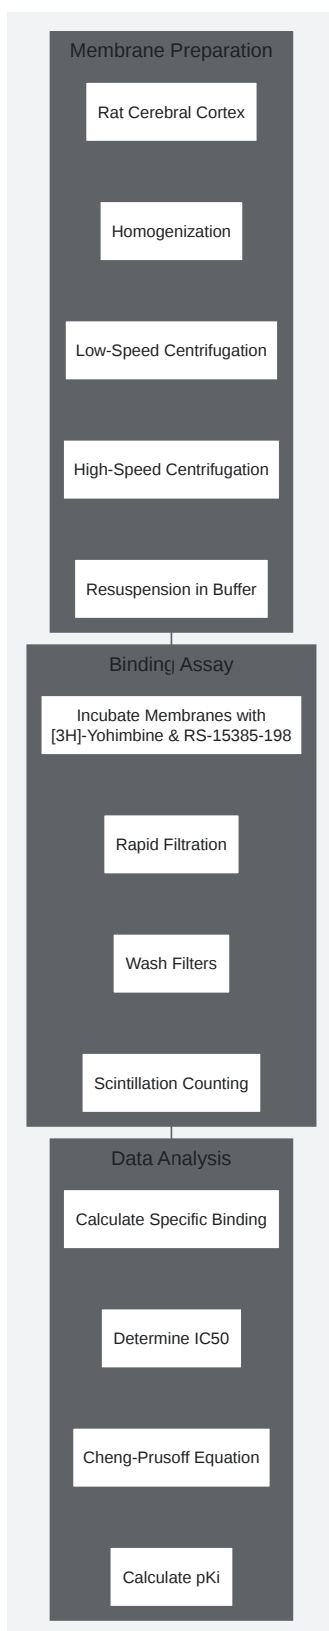 Membrane Preparation
Rat Cerebral Cortex
Homogenization
Low-Speed Centrifugation
High-Speed Centrifugation
Resuspension in Buffer
Binding Assay
Incubate Membranes with
[3H]-Yohimbine & RS-15385-198
Rapid Filtration
Wash Filters
Scintillation Counting
Data Analysis
Calculate Specific Binding
Determine IC50
Cheng-Prusoff Equation
Calculate pKi